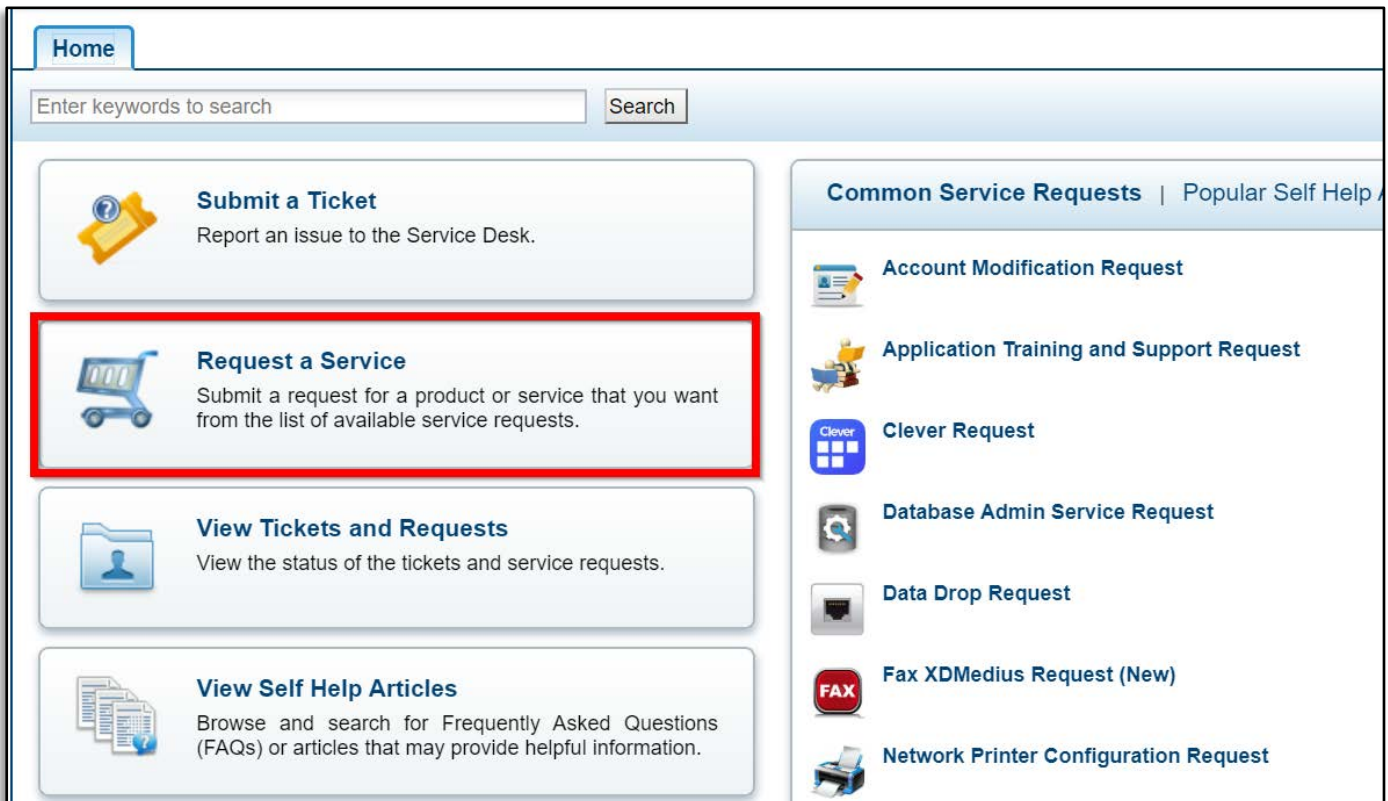 Home
Enter keywords to search
Search
Submit a Ticket
Report an issue to the Service Desk.
Request a Service
Submit a request for a product or service that you want
from the list of available service requests.
View Tickets and Requests
View the status of the tickets and service requests.
View Self Help Articles
Browse and search for Frequently Asked Questions
(FAQs) or articles that may provide helpful information.
Common Service Requests | Popular Self Help
Account Modification Request
Application Training and Support Request
Clever
Clever Request
Database Admin Service Request
Data Drop Request
FAX
Fax XDMedius Request (New)
Network Printer Configuration Request